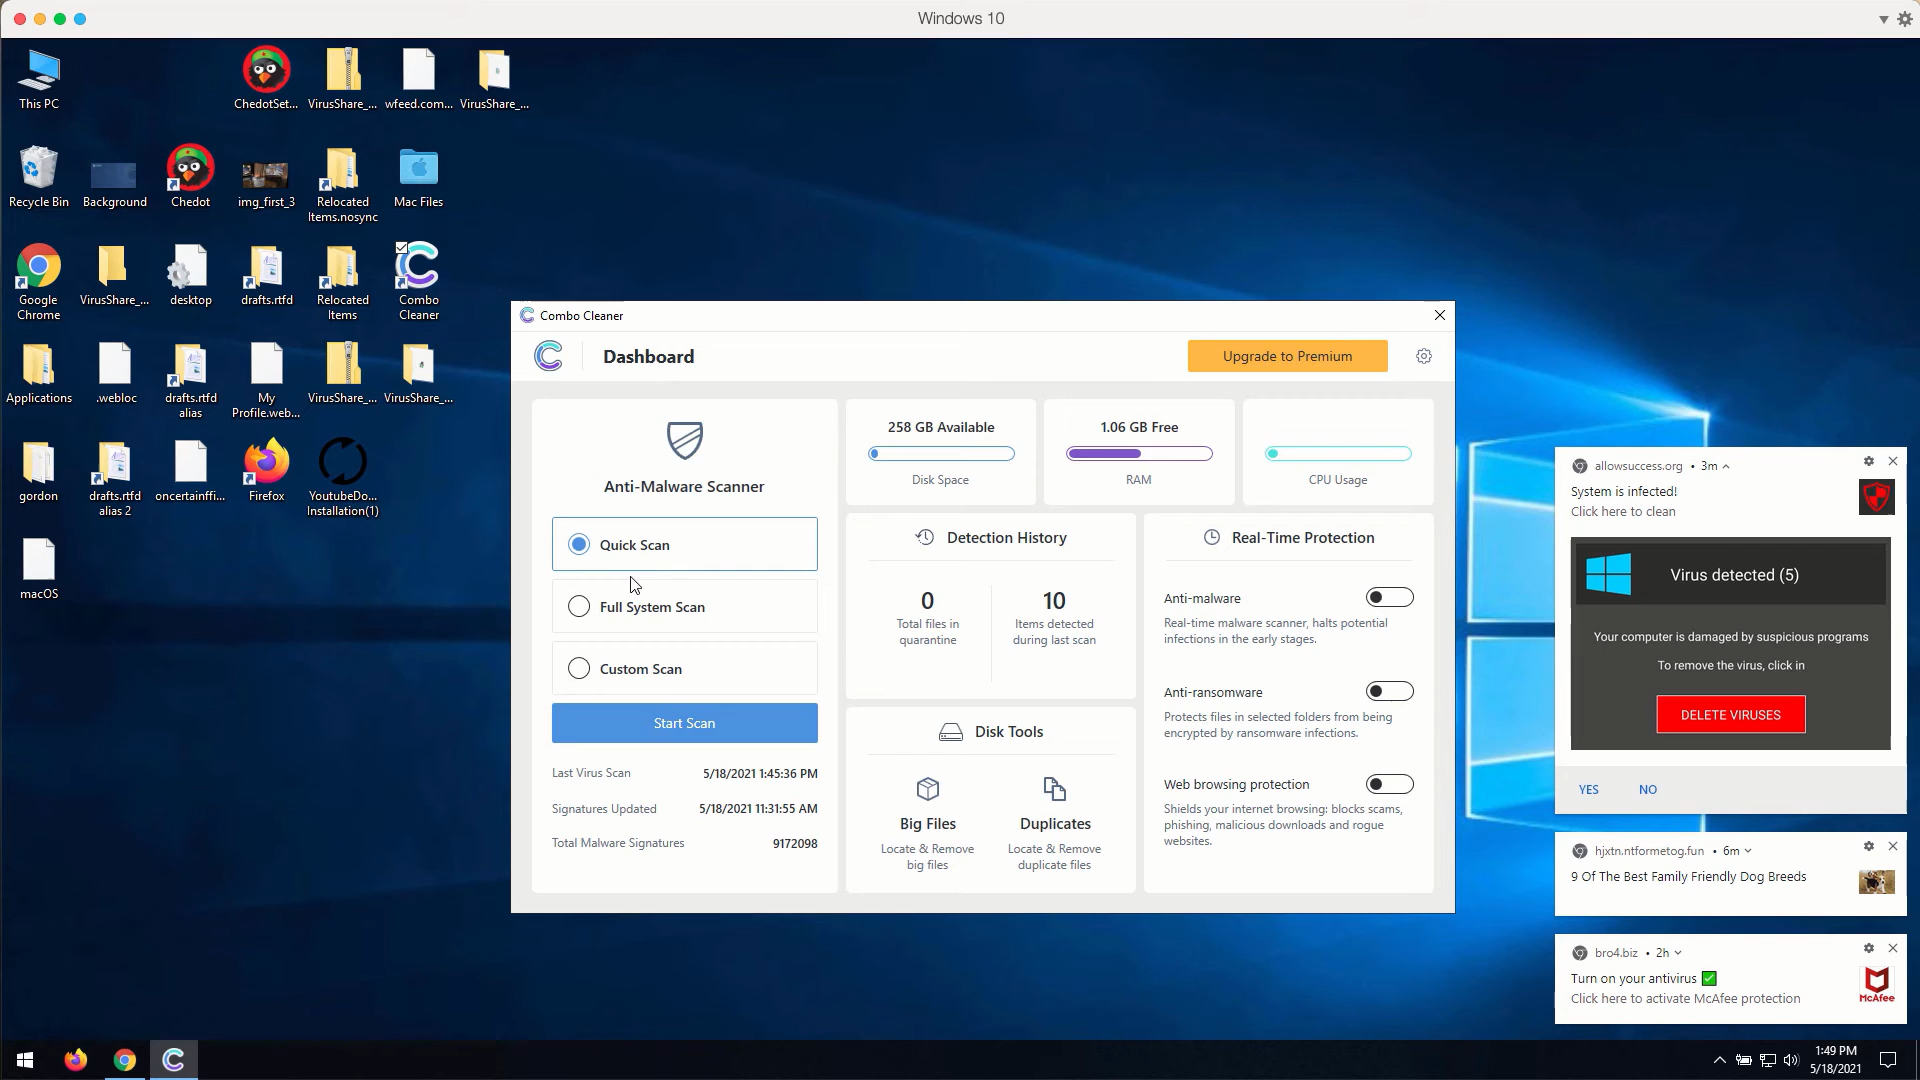 Windows 10
This PC
ChedotSet...
VirusShare_...
wfeed.com...
VirusShare_...
Recycle Bin
Background
Chedot
img_first_3
Relocated
Items.nosync
Mac Files
Google
Chrome
VirusShare_...
desktop
drafts.rtfd
Relocated
Items
Combo
Cleaner
Applications
.webloc
drafts.rtfd
alias
My
Profile.web...
VirusShare_...
VirusShare_...
gordon
drafts.rtfd
alias 2
oncertainffi...
Firefox
YoutubeDo...
Installation(1)
macOS
Combo Cleaner
Dashboard
Upgrade to Premium
Anti-Malware Scanner
Quick Scan
Full System Scan
Custom Scan
Start Scan
Last Virus Scan 5/18/2021 1:45:36 PM
Signatures Updated 5/18/2021 11:31:55 AM
Total Malware Signatures 9172098
258 GB Available
Disk Space
1.06 GB Free
RAM
CPU Usage
Detection History
0
Total files in
quarantine
10
Items detected
during last scan
Disk Tools
Big Files
Locate & Remove
big files
Duplicates
Locate & Remove
duplicate files
Real-Time Protection
Anti-malware
Real-time malware scanner, halts potential
infections in the early stages.
Anti-ransomware
Protects files in selected folders from being
encrypted by ransomware infections.
Web browsing protection
Shields your internet browsing: blocks scams,
phishing, malicious downloads and rogue
websites.
allowsuccess.org • 3m
System is infected!
Click here to clean
Virus detected (5)
Your computer is damaged by suspicious programs
To remove the virus, click in
DELETE VIRUSES
YES NO
hjxtn.ntformetog.fun • 6m
9 Of The Best Family Friendly Dog Breeds
bro4.biz • 2h
Turn on your antivirus ✅
Click here to activate McAfee protection
McAfee
1:49 PM
5/18/2021